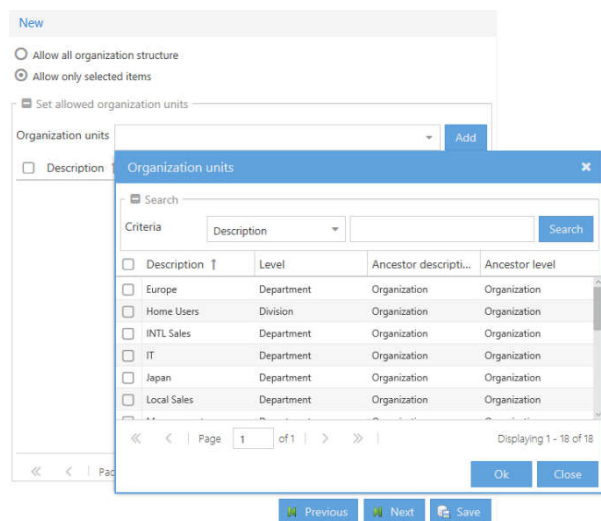 New
Allow all organization structure
Allow only selected items
Set allowed organization units
Organization units
Add
Description
Organization units
Search
Criteria
Description
Search
Description Level Ancestor descripti... Ancestor level
Europe Department Organization Organization
Home Users Division Organization Organization
INTL Sales Department Organization Organization
IT Department Organization Organization
Japan Department Organization Organization
Local Sales Department Organization Organization
Page 1 of 1 Displaying 1 - 18 of 18
Pag
Ok Close
Previous Next Save